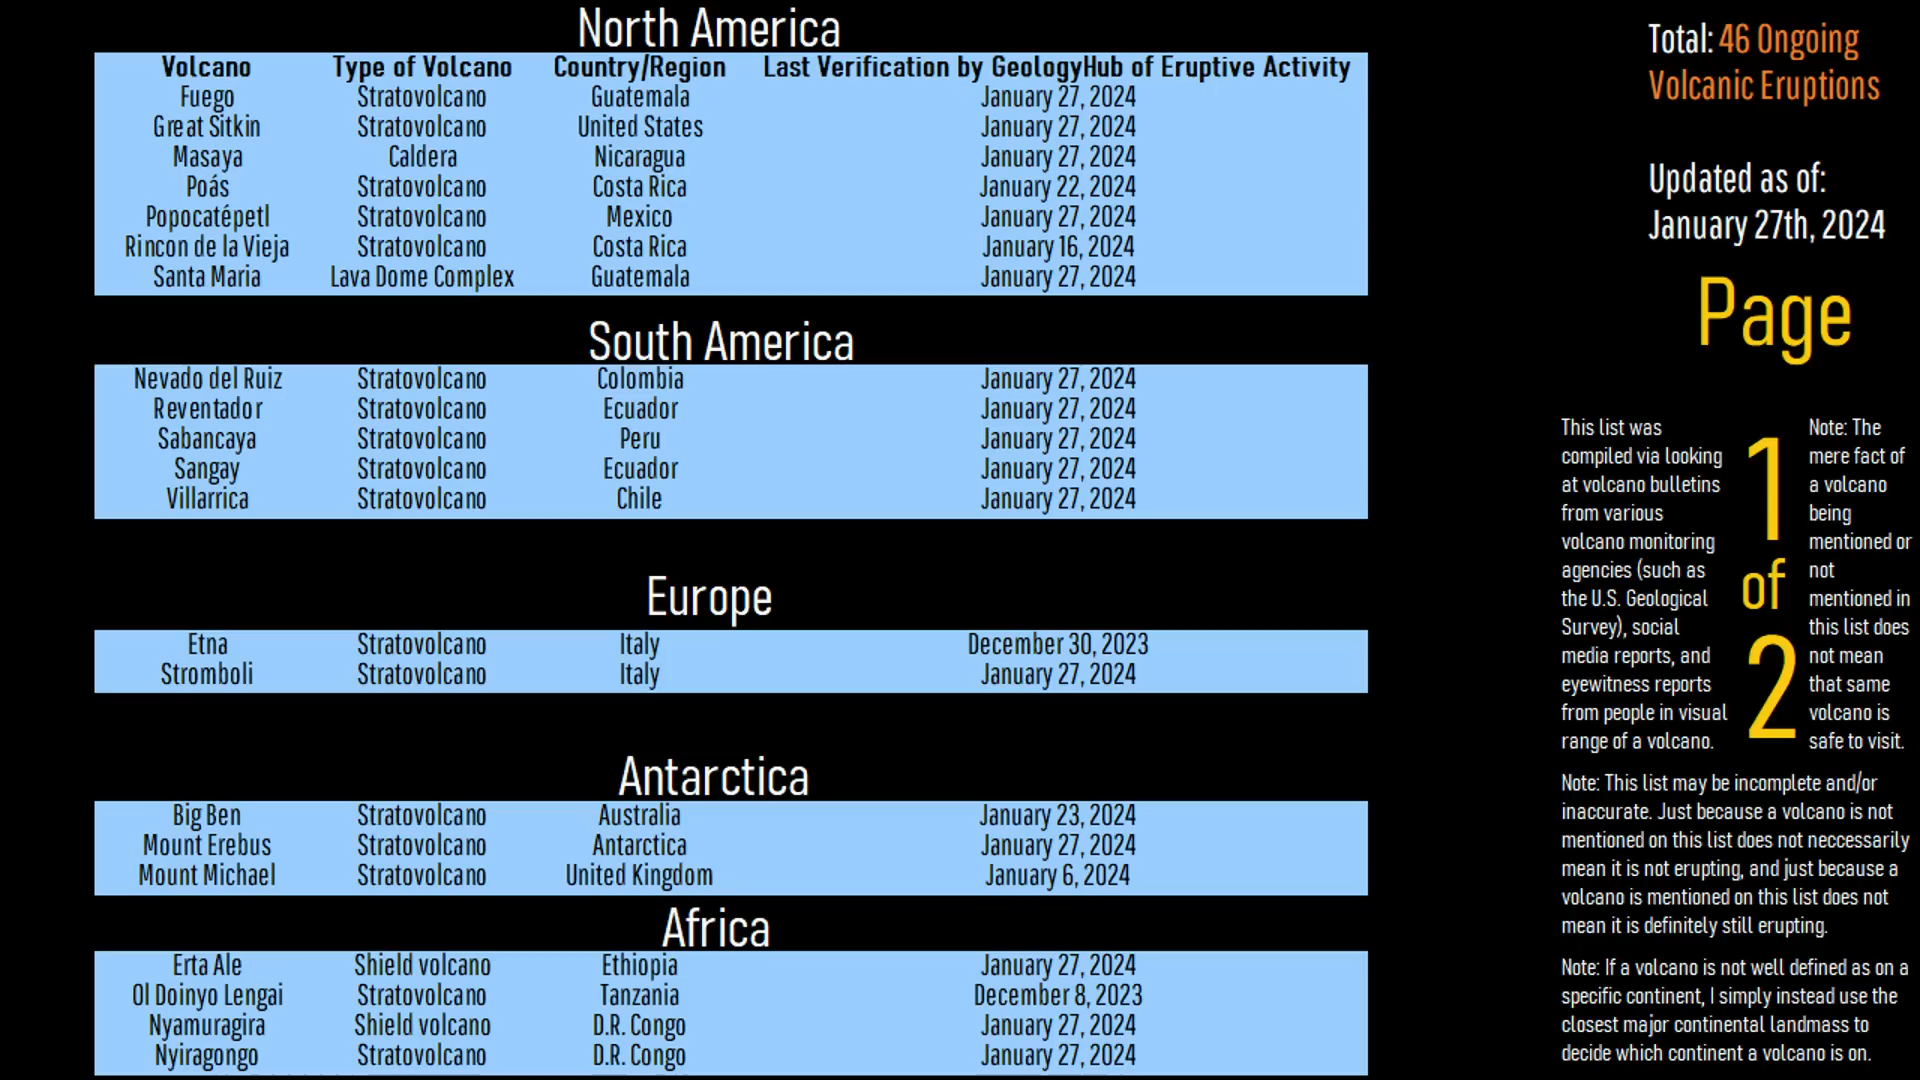 North America
Volcano Type of Volcano Country/Region Last Verification by GeologyHub of Eruptive Activity
Fuego Stratovolcano Guatemala January 27, 2024
Great Sitkin Stratovolcano United States January 27, 2024
Masaya Caldera Nicaragua January 27, 2024
Poás Stratovolcano Costa Rica January 22, 2024
Popocatépetl Stratovolcano Mexico January 27, 2024
Rincon de la Vieja Stratovolcano Costa Rica January 16, 2024
Santa Maria Lava Dome Complex Guatemala January 27, 2024
South America
Nevado del Ruiz Stratovolcano Colombia January 27, 2024
Reventador Stratovolcano Ecuador January 27, 2024
Sabancaya Stratovolcano Peru January 27, 2024
Sangay Stratovolcano Ecuador January 27, 2024
Villarrica Stratovolcano Chile January 27, 2024
Europe
Etna Stratovolcano Italy December 30, 2023
Stromboli Stratovolcano Italy January 27, 2024
Antarctica
Big Ben Stratovolcano Australia January 23, 2024
Mount Erebus Stratovolcano Antarctica January 27, 2024
Mount Michael Stratovolcano United Kingdom January 6, 2024
Africa
Erta Ale Shield volcano Ethiopia January 27, 2024
Ol Doinyo Lengai Stratovolcano Tanzania December 8, 2023
Nyamuragira Shield volcano D.R. Congo January 27, 2024
Nyiragongo Stratovolcano D.R. Congo January 27, 2024
Total: 46 Ongoing
Volcanic Eruptions
Updated as of:
January 27th, 2024
Page
1
of
2
This list was
compiled via looking
at volcano bulletins
from various
volcano monitoring
agencies (such as
the U.S. Geological
Survey), social
media reports, and
eyewitness reports
from people in visual
range of a volcano.
Note: The
mere fact of
a volcano
being
mentioned or
not
mentioned in
this list does
not mean
that same
volcano is
safe to visit.
Note: This list may be incomplete and/or
inaccurate. Just because a volcano is not
mentioned on this list does not neccessarily
mean it is not erupting, and just because a
volcano is mentioned on this list does not
mean it is definitely still erupting.
Note: If a volcano is not well defined as on a
specific continent, I simply instead use the
closest major continental landmass to
decide which continent a volcano is on.